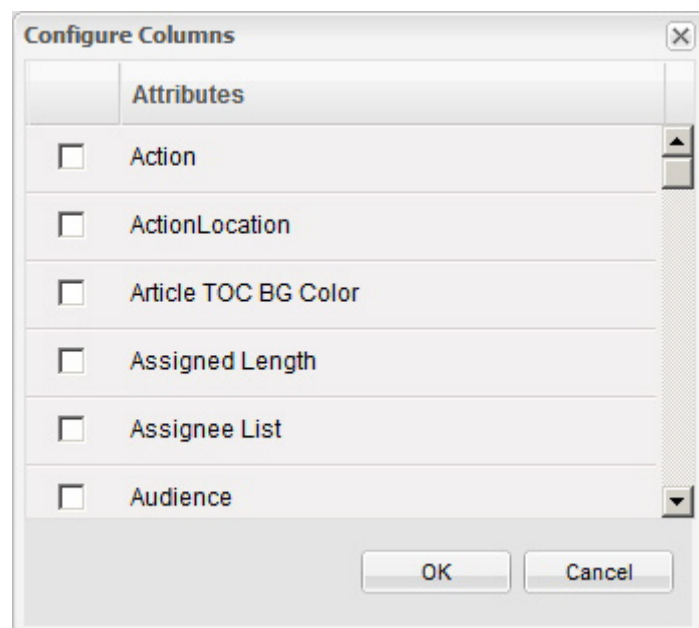 Configure Columns
Attributes
Action
ActionLocation
Article TOC BG Color
Assigned Length
Assignee List
Audience
OK Cancel